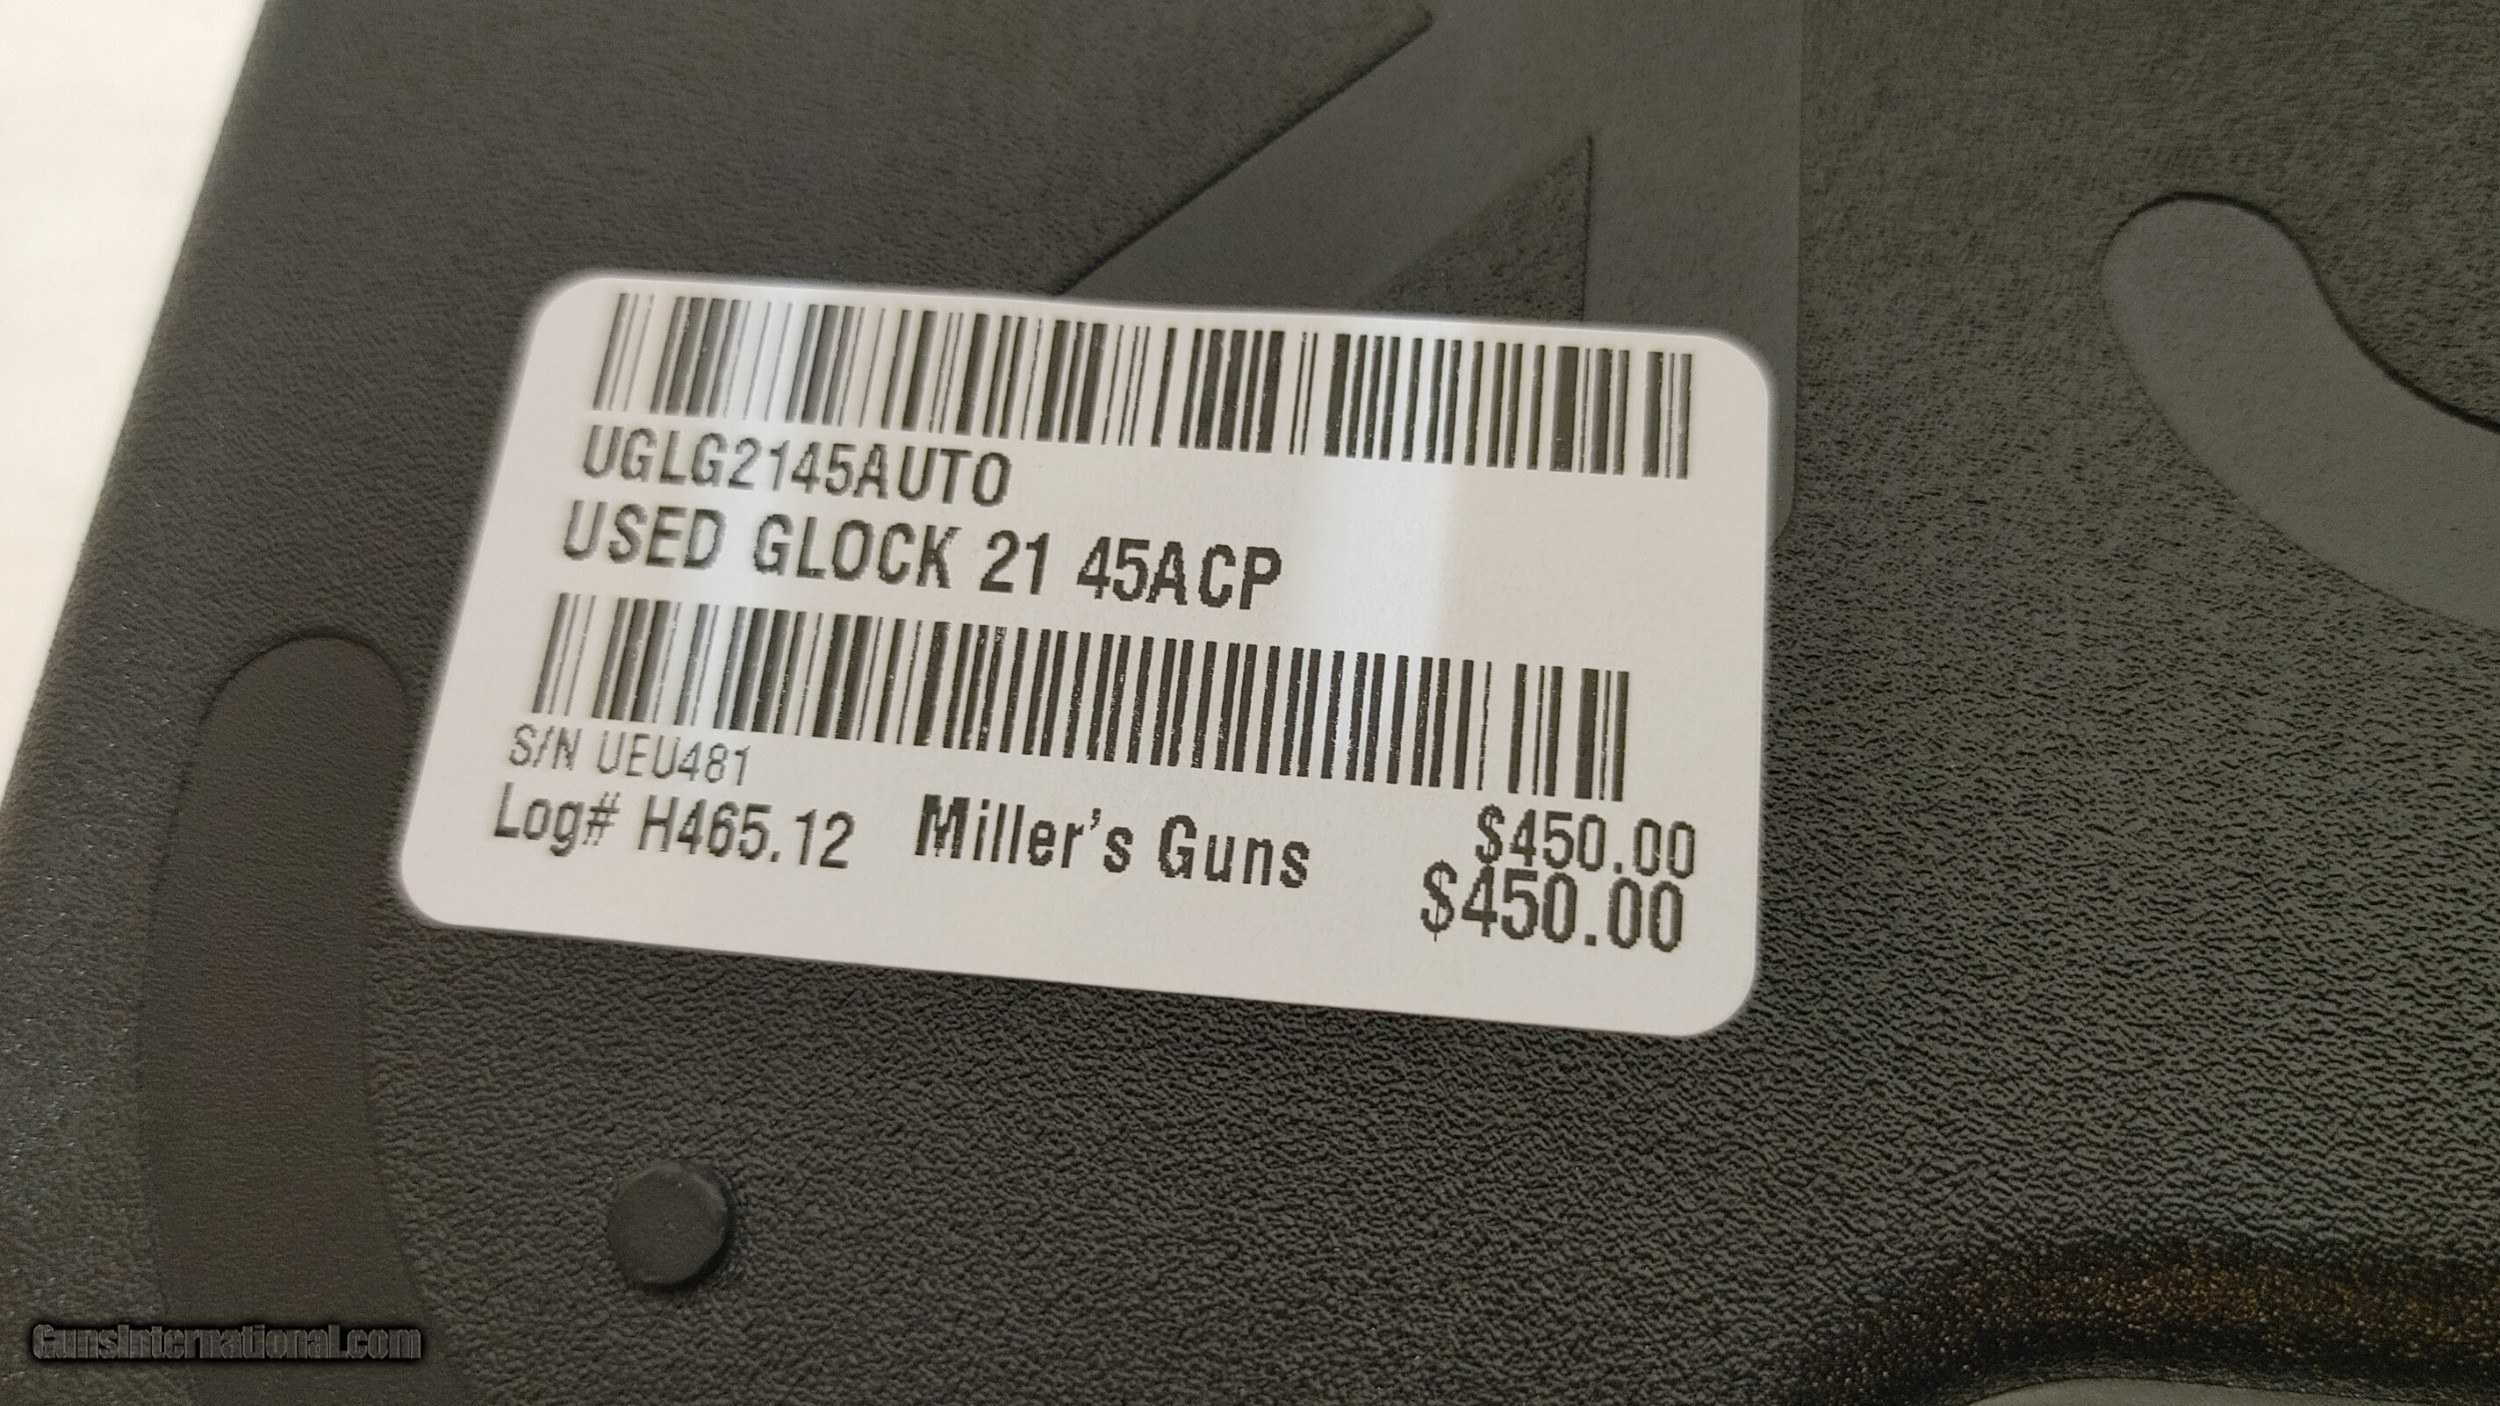 UGLG2145AUTO
USED GLOCK 21 45ACP
S/N UEU481
Log# H465.12 Miller's Guns $450.00
$450.00
GunsInternational.com